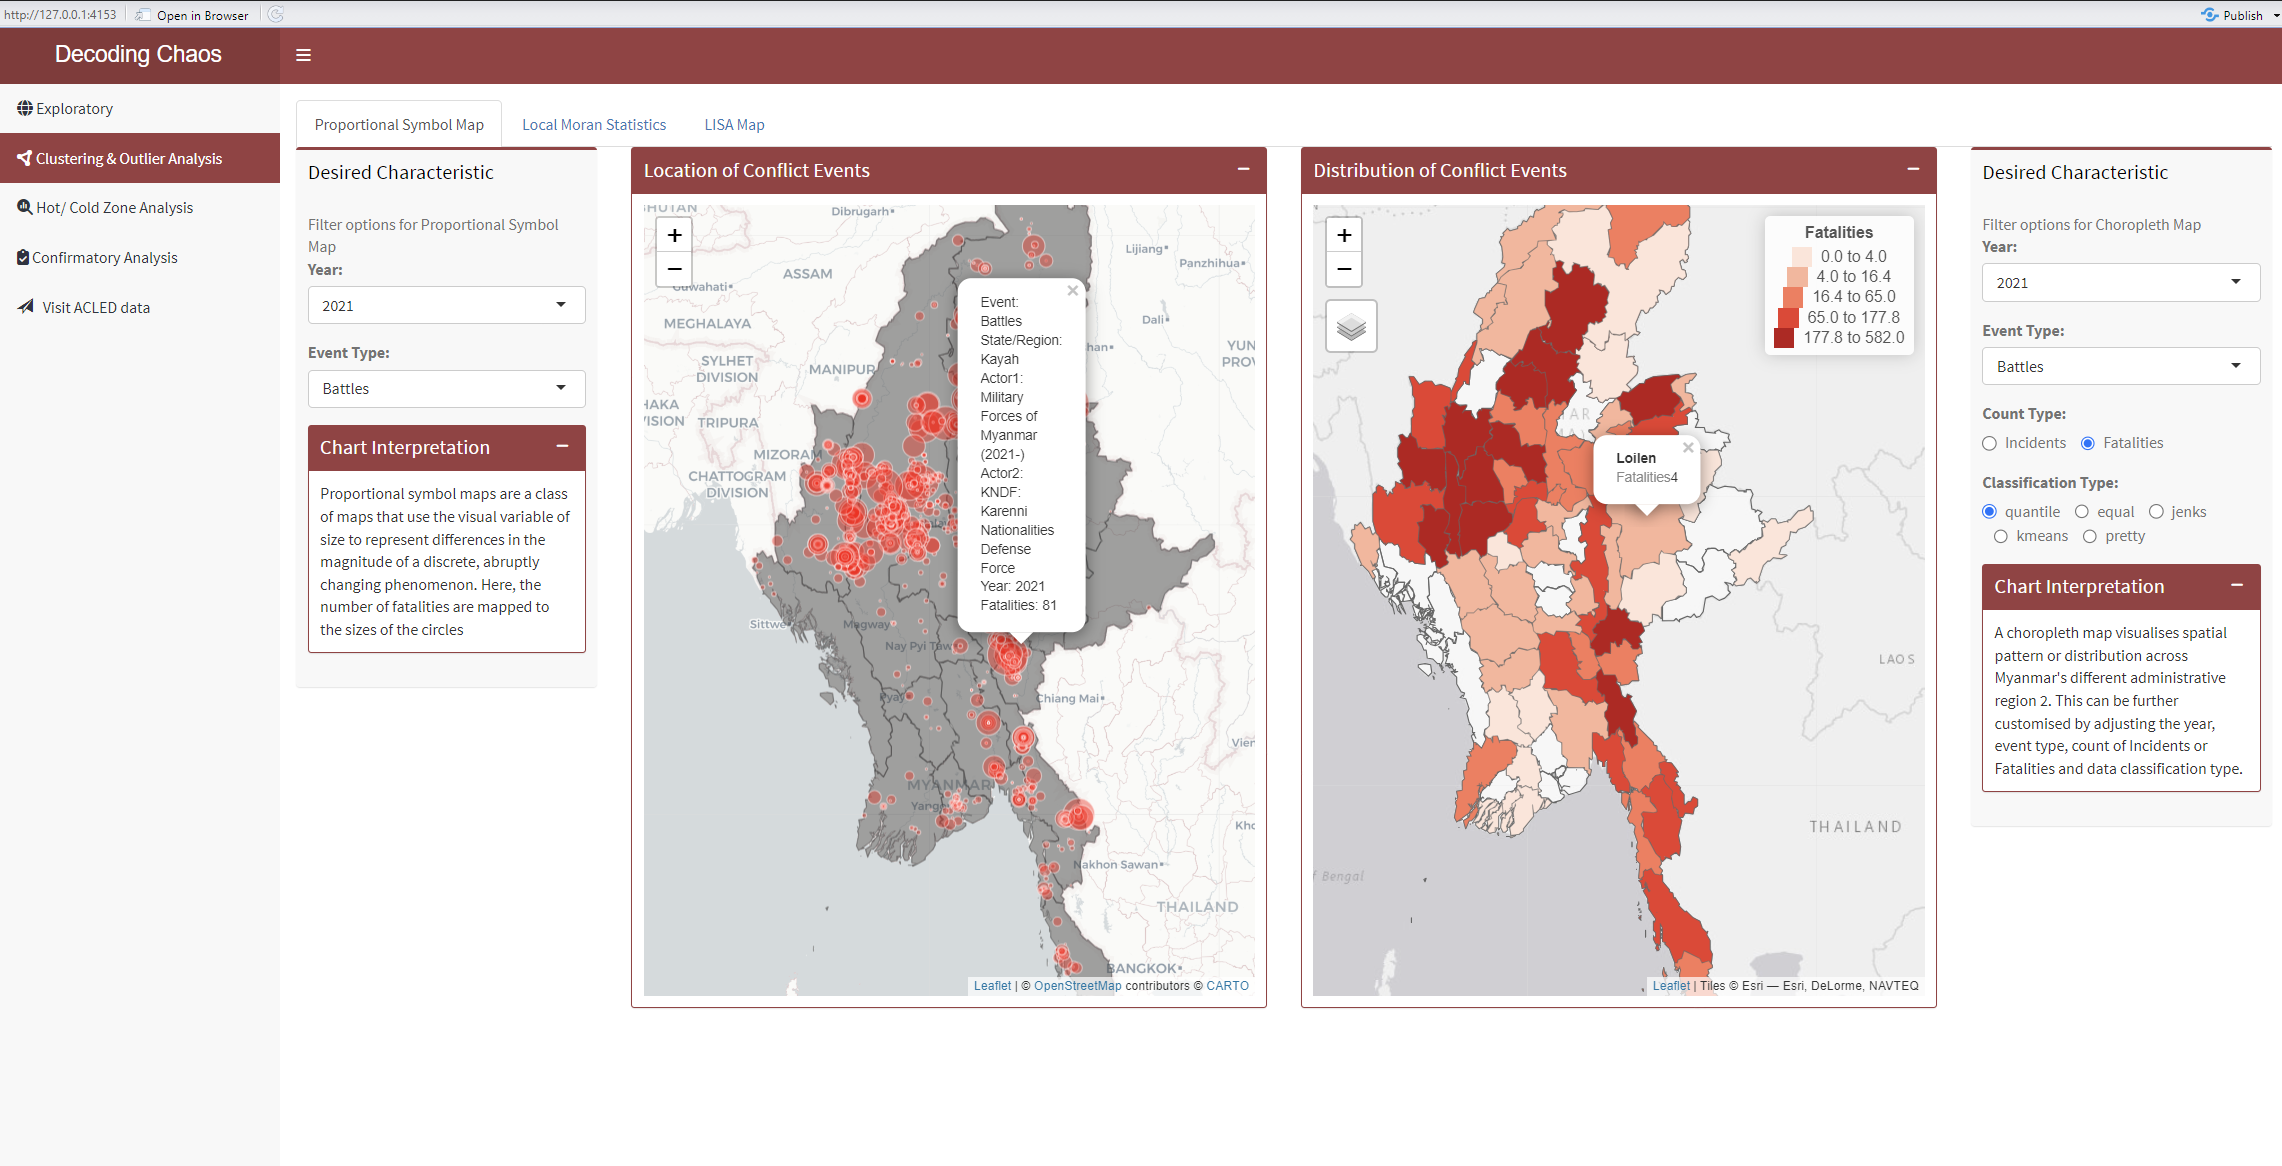 http://127.0.0.1:4153
Open in Browser
Publish
Decoding Chaos
Exploratory
Clustering & Outlier Analysis
Hot/ Cold Zone Analysis
Confirmatory Analysis
Visit ACLED data
Proportional Symbol Map
Local Moran Statistics
LISA Map
Desired Characteristic
Filter options for Proportional Symbol
Map
Year:
2021
Event Type:
Battles
Chart Interpretation
Proportional symbol maps are a class
of maps that use the visual variable of
size to represent differences in the
magnitude of a discrete, abruptly
changing phenomenon. Here, the
number of fatalities are mapped to
the sizes of the circles
Location of Conflict Events
+
−
Dibrugarh
Lijiang
Panzhihua
ASSAM
Guwahati
MEGHALAYA
Dali
SYLHET
DIVISION
MANIPUR
TRIPURA
MIZORAM
CHATTOGRAM
DIVISION
Sittwe
Magway
Nay Pyi Taw
Chiang Mai
MYANMAR
Nakhon Sawan
THAILAND
BANGKOK
×
Event:
Battles
State/Region:
Kayah
Actor1:
Military
Forces of
Myanmar
(2021-)
Actor2:
KNDF:
Karenni
Nationalities
Defense
Force
Year: 2021
Fatalities: 81
Leaflet | © OpenStreetMap contributors © CARTO
Distribution of Conflict Events
+
−
Fatalities
0.0 to 4.0
4.0 to 16.4
16.4 to 65.0
65.0 to 177.8
177.8 to 582.0
×
Loilen
Fatalities4
LAOS
THAILAND
Bengal
Leaflet | Tiles © Esri — Esri, DeLorme, NAVTEQ
Desired Characteristic
Filter options for Choropleth Map
Year:
2021
Event Type:
Battles
Count Type:
Incidents Fatalities
Classification Type:
quantile equal jenks
kmeans pretty
Chart Interpretation
A choropleth map visualises spatial
pattern or distribution across
Myanmar's different administrative
region 2. This can be further
customised by adjusting the year,
event type, count of Incidents or
Fatalities and data classification type.